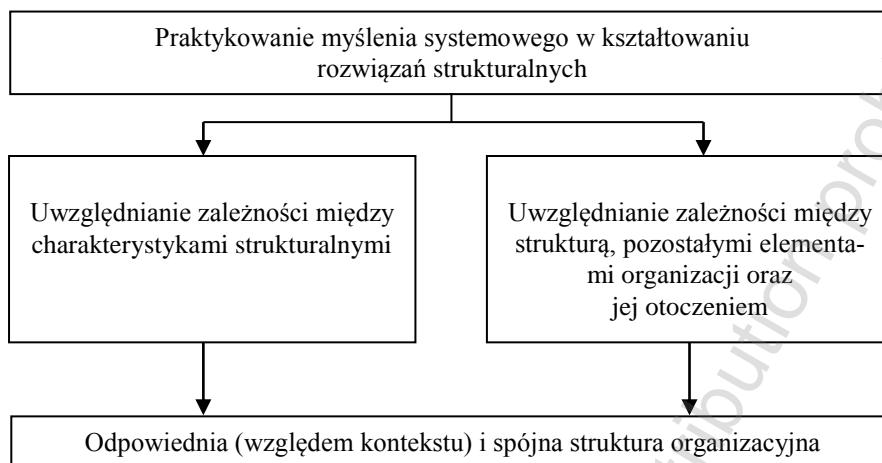 Praktykowanie myślenia systemowego w kształtowaniu
rozwiązań strukturalnych
Uwzględnianie zależności między
charakterystykami strukturalnymi
Uwzględnianie zależności między
strukturą, pozostałymi elementa-
mi organizacji oraz
jej otoczeniem
Odpowiednia (względem kontekstu) i spójna struktura organizacyjna